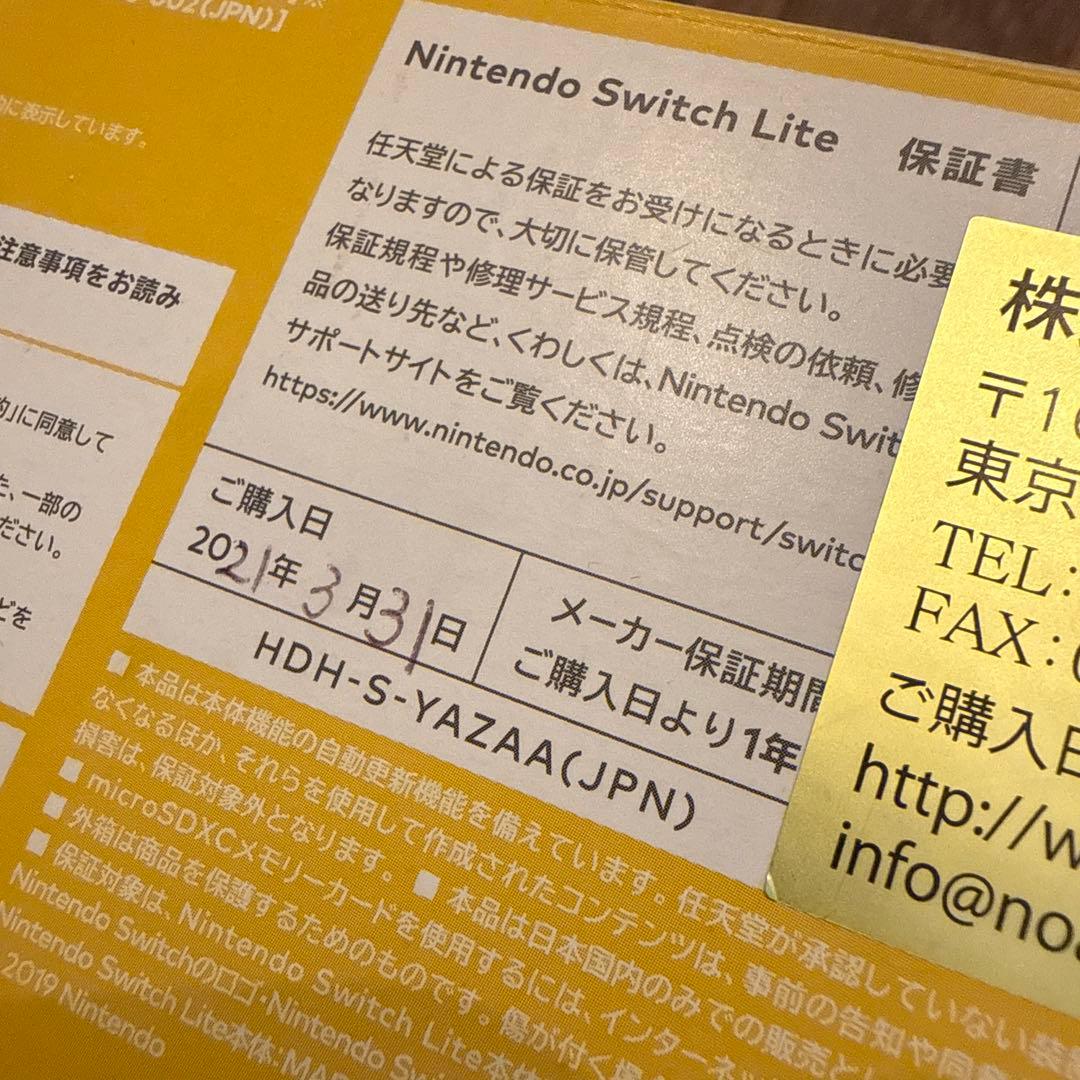 002(JPN)】
に表示しています。
注意事項をお読み
」に同意して
た、一部の
ださい。
どを
Nintendo Switch Lite 保証書
任天堂による保証をお受けになるときに必要
なりますので、大切に保管してください。
保証規程や修理サービス規程、点検の依頼、修
品の送り先など、くわしくは、Nintendo Swit
サポートサイトをご覧ください。
https://www.nintendo.co.jp/support/switc
ご購入日
2021年 3月31日
メーカー保証期間
ご購入日より1年
HDH-S-YAZAA(JPN)
株
〒1
東京
TEL:
FAX:
ご購入日
http://w
info@no
■本品は本体機能の自動更新機能を備えています。任天堂が承認していない装
なくなるほか、それらを使用して作成されたコンテンツは、事前の告知や同意
損害は、保証対象外となります。 ■本品は日本国内のみでの販売と
■microSDXCメモリーカードを使用するには、インターネッ
■外箱は商品を保護するためのものです。傷が付く
■保証対象は、Nintendo Switch Lite本
Nintendo Switchのロゴ・Nintendo Swi
Nintendo Switch Lite本体:MAD
2019 Nintendo